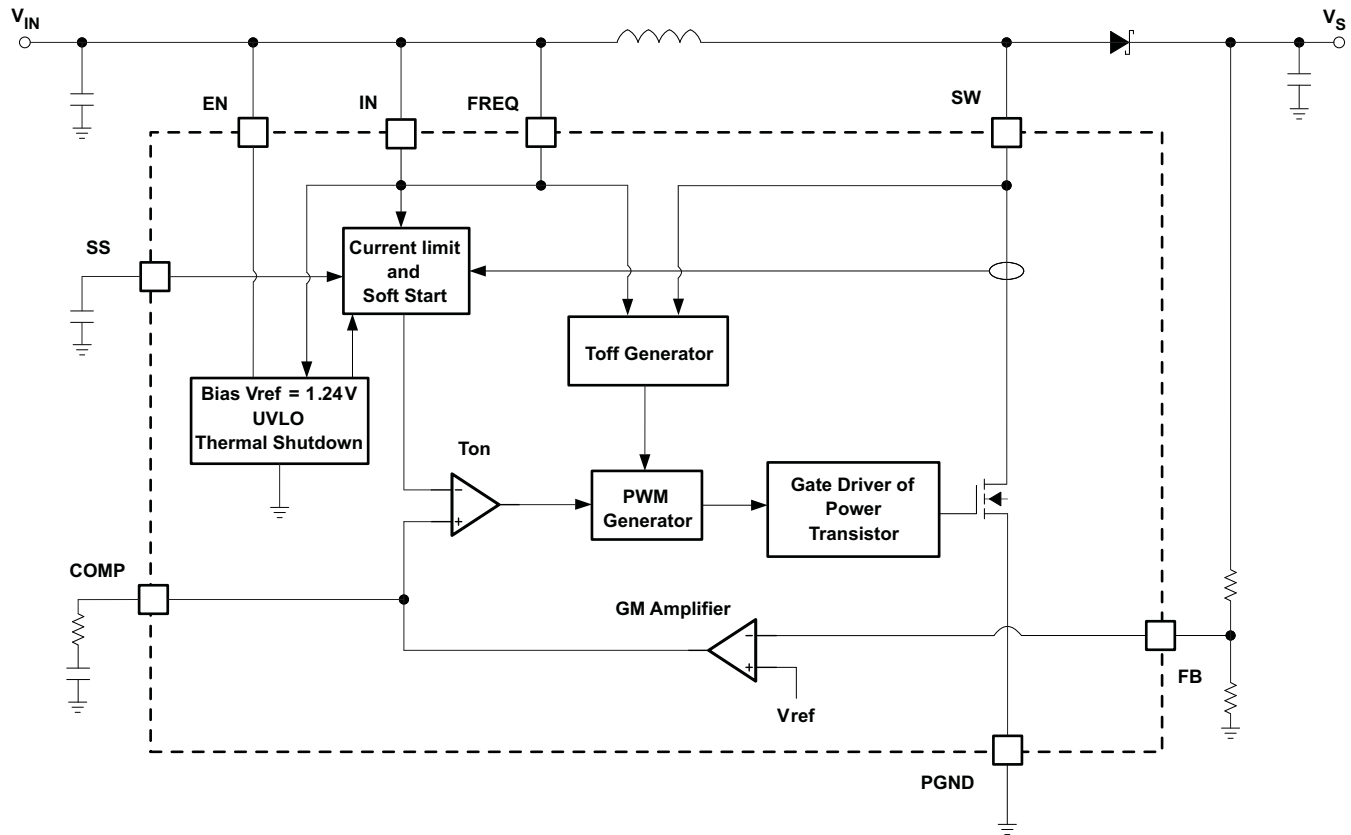 VIN
VS
EN
IN
FREQ
SW
SS
Current limit
and
Soft Start
Toff Generator
Bias Vref = 1.24V
UVLO
Thermal Shutdown
Ton
PWM
Generator
Gate Driver of
Power
Transistor
COMP
GM Amplifier
FB
Vref
PGND